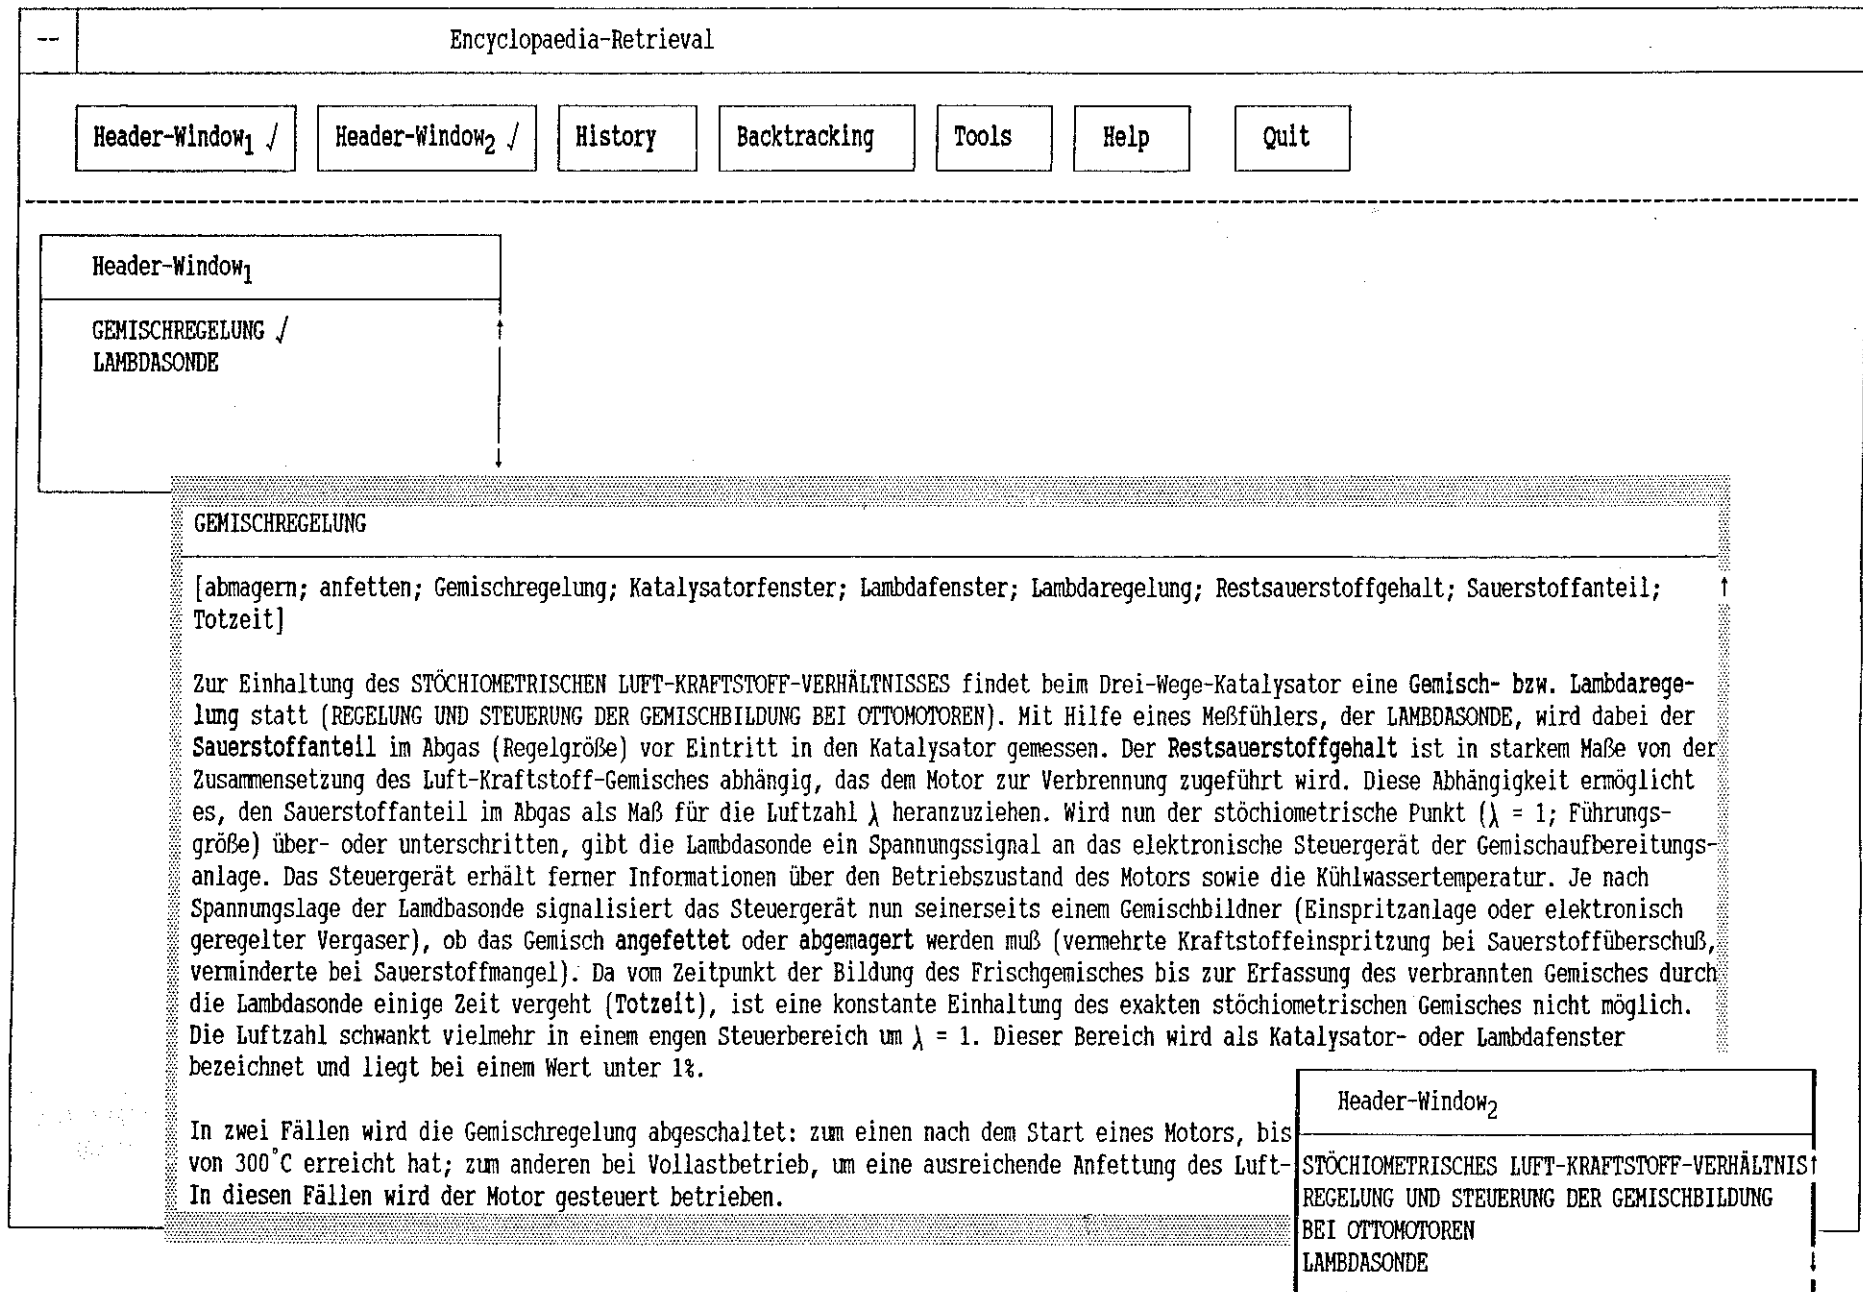 --
Encyclopaedia-Retrieval
Header-Window1 √
Header-Window2 √
History
Backtracking
Tools
Help
Quit
Header-Window1
GEMISCHREGELUNG √
LAMBDASONDE
GEMISCHREGELUNG
[abmagern; anfetten; Gemischregelung; Katalysatorfenster; Lambdafenster; Lambdaregelung; Restsauerstoffgehalt; Sauerstoffanteil;
Totzeit]
Zur Einhaltung des STÖCHIOMETRISCHEN LUFT-KRAFTSTOFF-VERHÄLTNISSES findet beim Drei-Wege-Katalysator eine Gemisch- bzw. Lambdarege-
lung statt (REGELUNG UND STEUERUNG DER GEMISCHBILDUNG BEI OTTOMOTOREN). Mit Hilfe eines Meßfühlers, der LAMBDASONDE, wird dabei der
Sauerstoffanteil im Abgas (Regelgröße) vor Eintritt in den Katalysator gemessen. Der Restsauerstoffgehalt ist in starkem Maße von der
Zusammensetzung des Luft-Kraftstoff-Gemisches abhängig, das dem Motor zur Verbrennung zugeführt wird. Diese Abhängigkeit ermöglicht
es, den Sauerstoffanteil im Abgas als Maß für die Luftzahl λ heranzuziehen. Wird nun der stöchiometrische Punkt (λ = 1; Führungs-
größe) über- oder unterschritten, gibt die Lambdasonde ein Spannungssignal an das elektronische Steuergerät der Gemischaufbereitungs-
anlage. Das Steuergerät erhält ferner Informationen über den Betriebszustand des Motors sowie die Kühlwassertemperatur. Je nach
Spannungslage der Lamdbasonde signalisiert das Steuergerät nun seinerseits einem Gemischbildner (Einspritzanlage oder elektronisch
geregelter Vergaser), ob das Gemisch angefettet oder abgemagert werden muß (vermehrte Kraftstoffeinspritzung bei Sauerstoffüberschuß,
verminderte bei Sauerstoffmangel). Da vom Zeitpunkt der Bildung des Frischgemisches bis zur Erfassung des verbrannten Gemisches durch
die Lambdasonde einige Zeit vergeht (Totzeit), ist eine konstante Einhaltung des exakten stöchiometrischen Gemisches nicht möglich.
Die Luftzahl schwankt vielmehr in einem engen Steuerbereich um λ = 1. Dieser Bereich wird als Katalysator- oder Lambdafenster
bezeichnet und liegt bei einem Wert unter 1%.
In zwei Fällen wird die Gemischregelung abgeschaltet: zum einen nach dem Start eines Motors, bis
von 300°C erreicht hat; zum anderen bei Vollastbetrieb, um eine ausreichende Anfettung des Luft-
In diesen Fällen wird der Motor gesteuert betrieben.
Header-Window2
STÖCHIOMETRISCHES LUFT-KRAFTSTOFF-VERHÄLTNIS
REGELUNG UND STEUERUNG DER GEMISCHBILDUNG
BEI OTTOMOTOREN
LAMBDASONDE